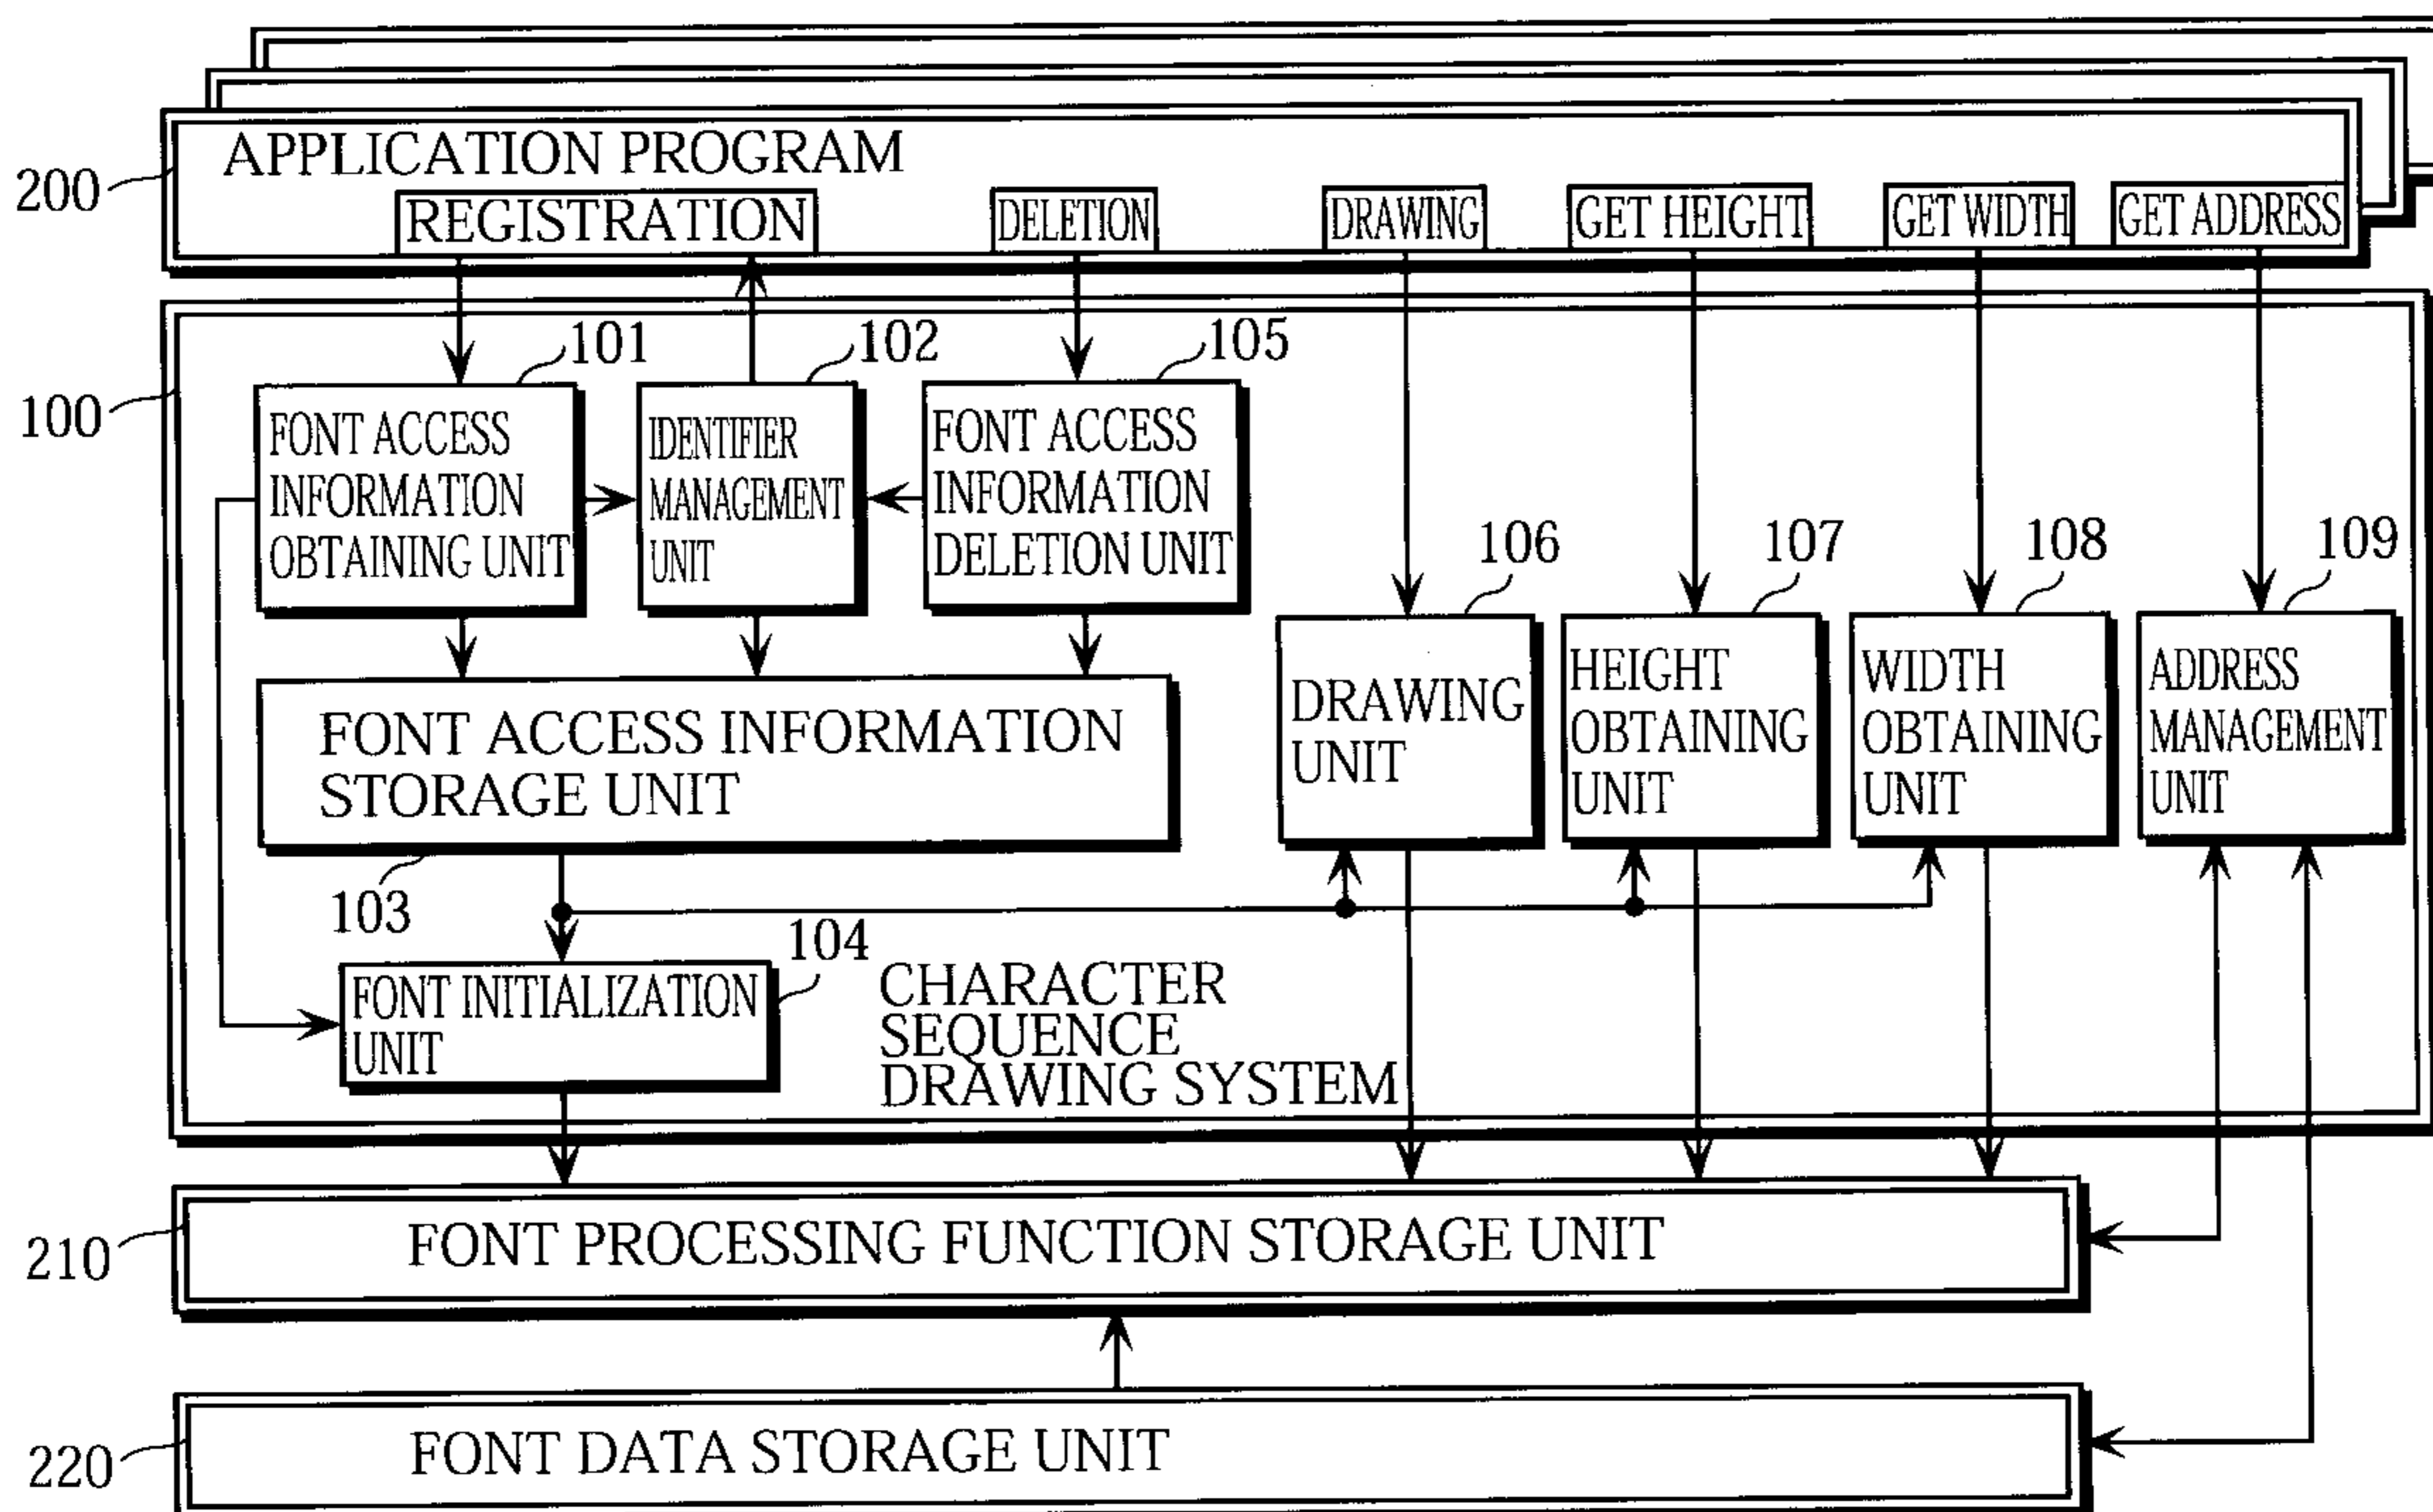 APPLICATION PROGRAM
200
REGISTRATION
DELETION
DRAWING
GET HEIGHT
GET WIDTH
GET ADDRESS
100
101
102
105
FONT ACCESS
INFORMATION
OBTAINING UNIT
IDENTIFIER
MANAGEMENT
UNIT
FONT ACCESS
INFORMATION
DELETION UNIT
106
107
108
109
FONT ACCESS INFORMATION
STORAGE UNIT
103
DRAWING
UNIT
HEIGHT
OBTAINING
UNIT
WIDTH
OBTAINING
UNIT
ADDRESS
MANAGEMENT
UNIT
104
FONT INITIALIZATION
UNIT
CHARACTER
SEQUENCE
DRAWING SYSTEM
210
FONT PROCESSING FUNCTION STORAGE UNIT
220
FONT DATA STORAGE UNIT